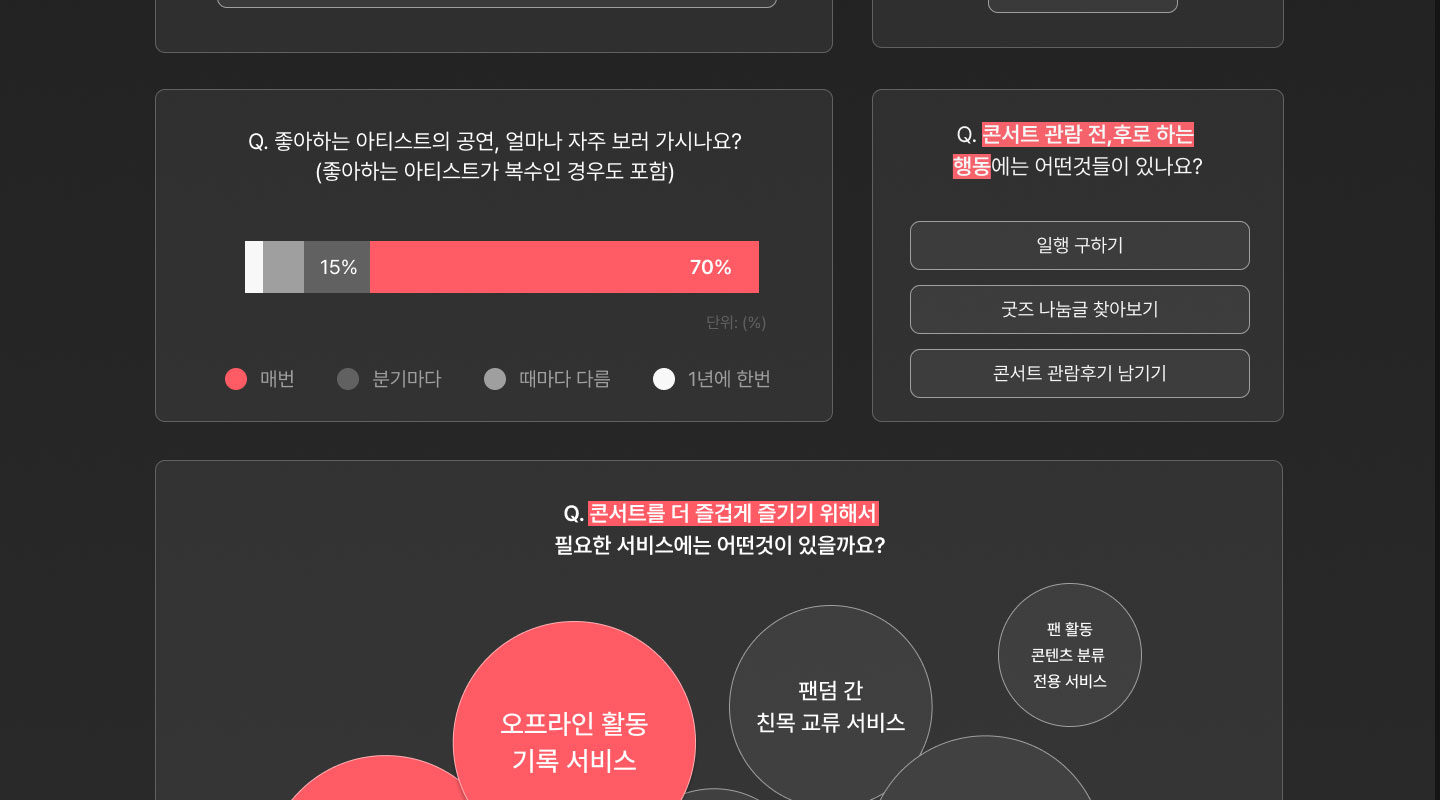 Q. 좋아하는 아티스트의 공연, 얼마나 자주 보러 가시나요?
(좋아하는 아티스트가 복수인 경우도 포함)
15%
70%
단위: (%)
매번
분기마다
때마다 다름
1년에 한번
Q. 콘서트 관람 전,후로 하는
행동에는 어떤것들이 있나요?
일행 구하기
굿즈 나눔글 찾아보기
콘서트 관람후기 남기기
Q. 콘서트를 더 즐겁게 즐기기 위해서
필요한 서비스에는 어떤것이 있을까요?
오프라인 활동
기록 서비스
팬덤 간
친목 교류 서비스
팬 활동
콘텐츠 분류
전용 서비스